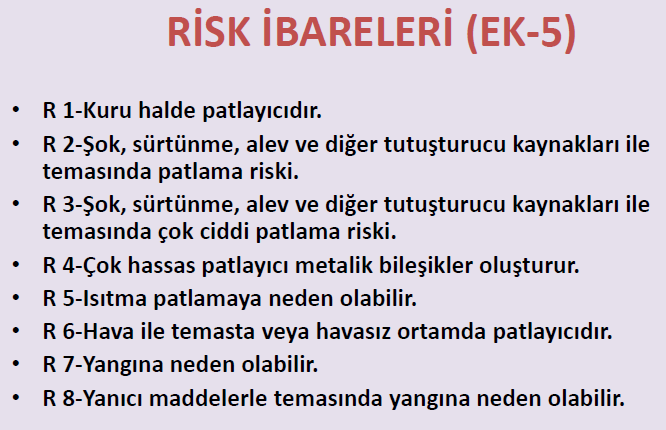 RİSK İBARELERİ (EK-5)
• R 1-Kuru halde patlayıcıdır.
• R 2-Şok, sürtünme, alev ve diğer tutuşturucu kaynakları ile
temasında patlama riski.
• R 3-Şok, sürtünme, alev ve diğer tutuşturucu kaynakları ile
temasında çok ciddi patlama riski.
• R 4-Çok hassas patlayıcı metalik bileşikler oluşturur.
• R 5-Isıtma patlamaya neden olabilir.
• R 6-Hava ile temasta veya havasız ortamda patlayıcıdır.
• R 7-Yangına neden olabilir.
• R 8-Yanıcı maddelerle temasında yangına neden olabilir.